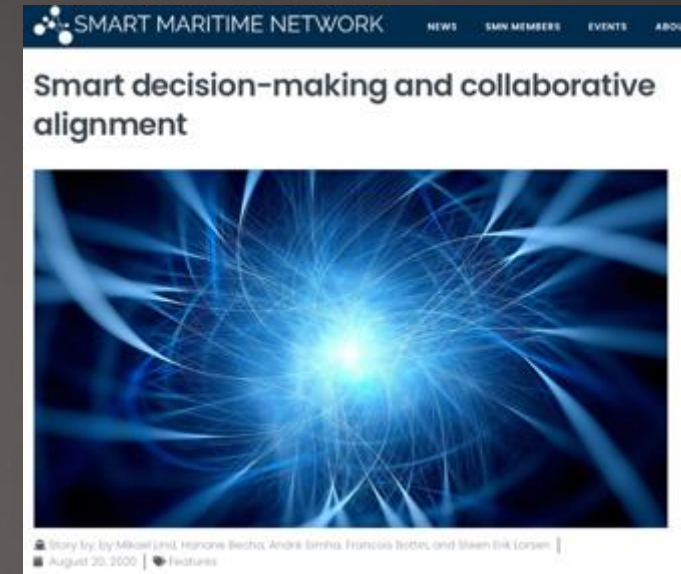 SMART MARITIME NETWORK
NEWS SMN MEMBERS EVENTS ABOU
Smart decision-making and collaborative
alignment
Story by: by Mikael Lind, Hanane Becha, André Simha, Francois Bottin, and Steen Erik Larsen
August 20, 2020 Features